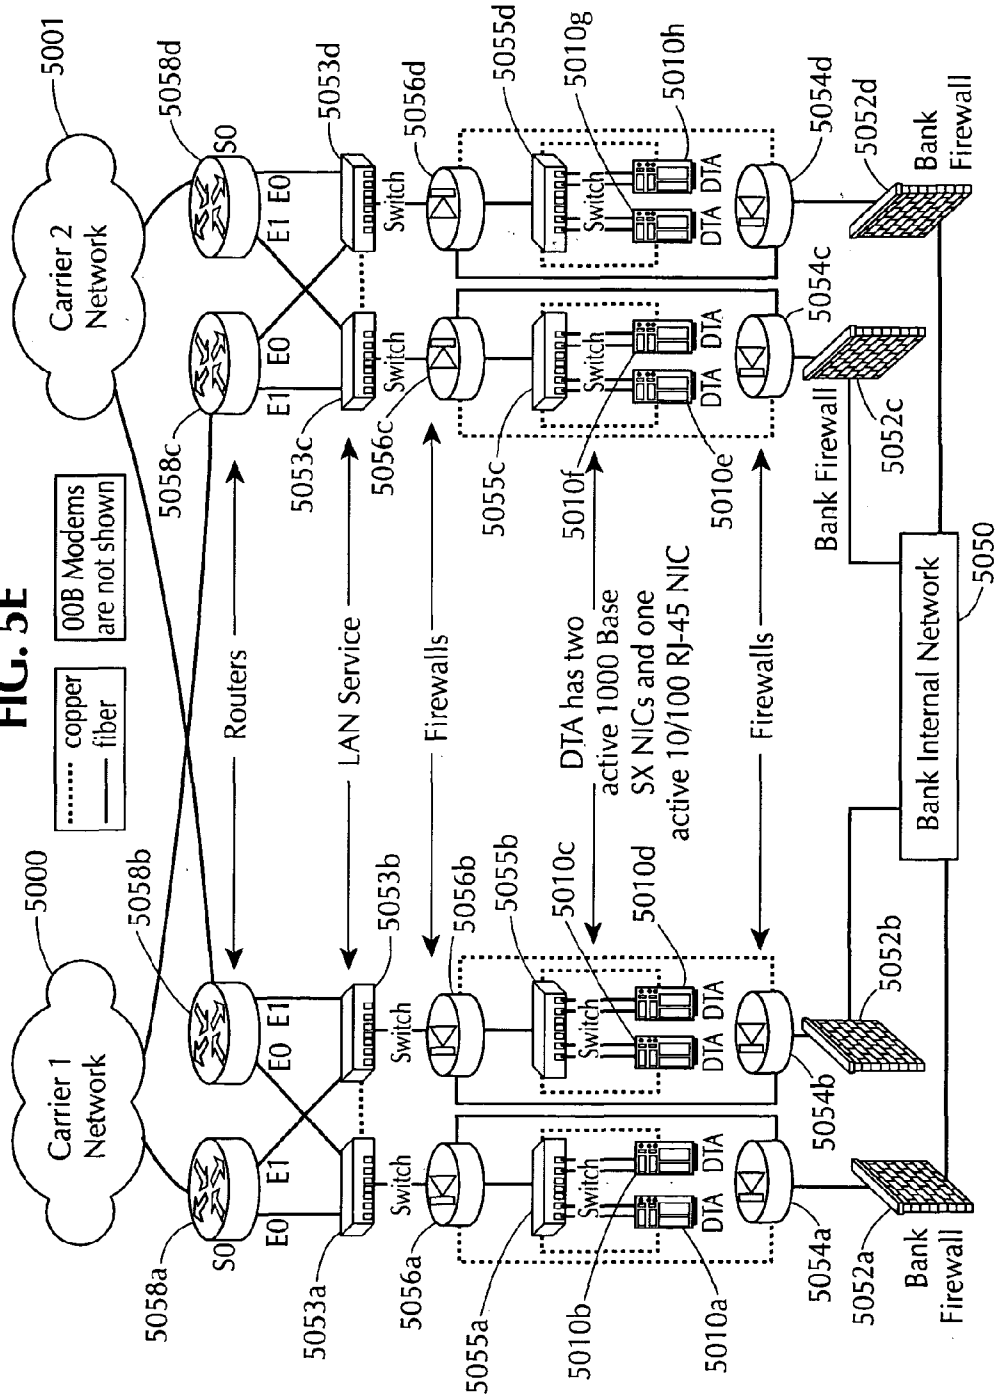 FIG. 5E
copper
fiber
00B Modems
are not shown
5000
Carrier 1
Network
5001
Carrier 2
Network
5058a
5058b
5058c
5058d
S0
E0
E1
E0
E1
Routers
E1
E0
E1
E0
S0
5053a
5053b
LAN Service
5053c
5053d
Switch
Switch
Switch
Switch
5056a
5056b
Firewalls
5056c
5056d
5055a
5055b
5055c
5055d
Switch
Switch
Switch
Switch
5010b
5010c
DTA has two
active 1000 Base
SX NICs and one
active 10/100 RJ-45 NIC
5010f
5010g
5010a
5010d
5010e
5010h
DTA
DTA
DTA
DTA
DTA
DTA
DTA
DTA
5054a
5054b
Firewalls
5054c
5054d
5052a
5052b
5052c
5052d
Bank
Firewall
Bank Firewall
Bank
Firewall
Bank Internal Network
5050